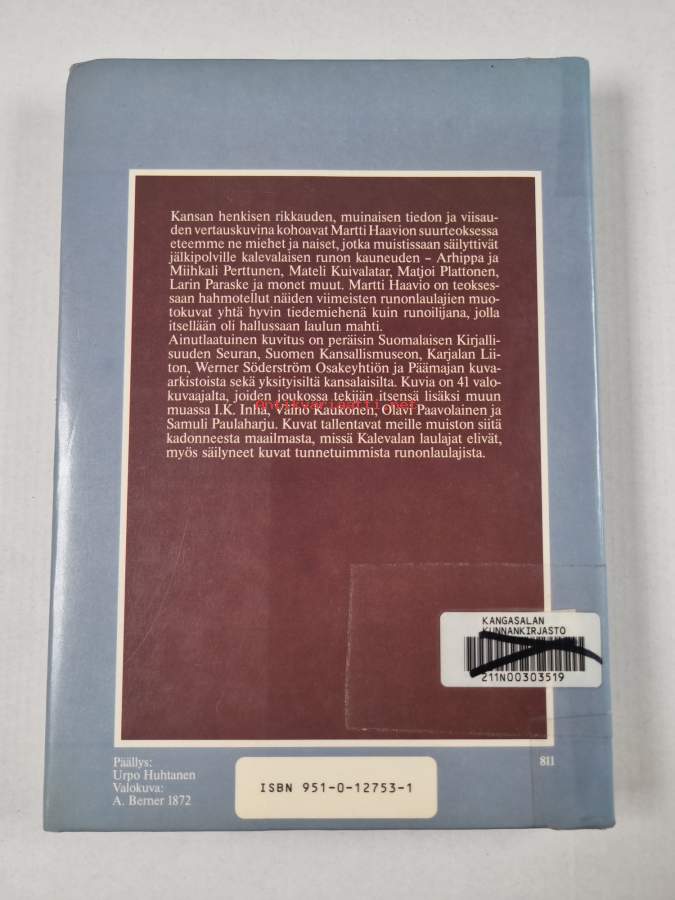 Kansan henkisen rikkauden, muinaisen tiedon ja viisau-
den vertauskuvina kohoavat Martti Haavion suurteoksessa
eteemme ne miehet ja naiset, jotka muistissaan säilyttivät
jälkipolville kalevalaisen runon kauneuden – Arhippa ja
Miihkali Perttunen, Mateli Kuivalatar, Matjoi Plattonen,
Larin Paraske ja monet muut. Martti Haavio on teokses-
saan hahmotellut näiden viimeisten runonlaulajien muo-
tokuvat yhtä hyvin tiedemiehenä kuin runoilijana, jolla
itsellään oli hallussaan laulun mahti.
Ainutlaatuinen kuvitus on peräisin Suomalaisen Kirjalli-
suuden Seuran, Suomen Kansallismuseon, Karjalan Lii-
ton, Werner Söderström Osakeyhtiön ja Päämajan kuva-
arkistoista sekä yksityisiltä kansalaisilta. Kuvia on 41 valo-
kuvaajalta, joiden joukossa tekijän itsensä lisäksi muun
muassa I.K. Inha, Väinö Kaukonen, Olavi Paavolainen ja
antikvariaatti.net
Samuli Paulaharju. Kuvat tallentavat meille muiston siitä
kadonneesta maailmasta, missä Kalevalan laulajat elivät,
myös säilyneet kuvat tunnetuimmista runonlaulajista.
KANGASALAN
KUNNANKIRJASTO
211N00303519
Päällys:
Urpo Huhtanen
Valokuva:
A. Berner 1872
811
ISBN 951-0-12753-1